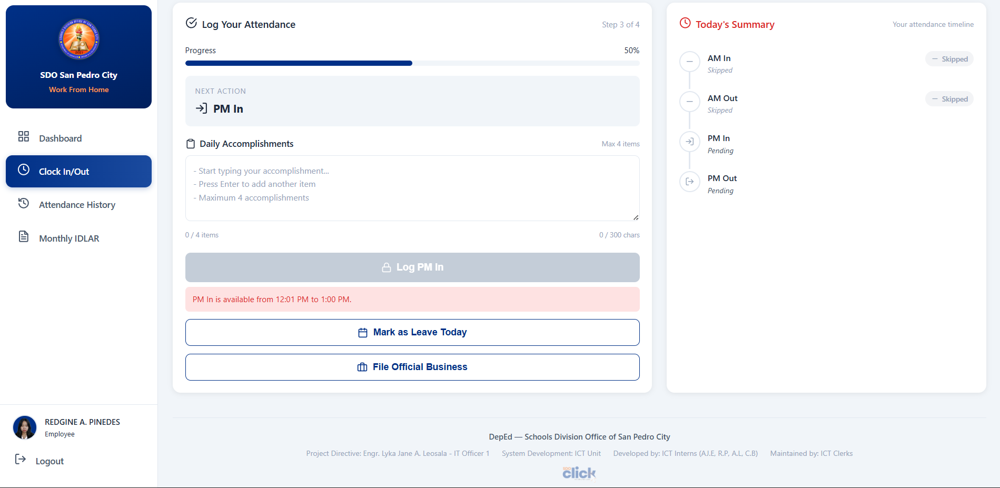 SDO San Pedro City
Work From Home
Dashboard
Clock In/Out
Attendance History
Monthly IDLAR
REDGINE A. PINEDES
Employee
Logout
Log Your Attendance
Step 3 of 4
Progress
50%
NEXT ACTION
PM In
Daily Accomplishments
Max 4 items
- Start typing your accomplishment...
- Press Enter to add another item
- Maximum 4 accomplishments
0 / 4 items
0 / 300 chars
Log PM In
PM In is available from 12:01 PM to 1:00 PM.
Mark as Leave Today
File Official Business
Today's Summary
Your attendance timeline
AM In
Skipped
— Skipped
AM Out
Skipped
— Skipped
PM In
Pending
PM Out
Pending
DepEd — Schools Division Office of San Pedro City
Project Directive: Engr. Lyka Jane A. Leosala - IT Officer 1
System Development: ICT Unit
Developed by: ICT Interns (AJ.E, R.P, A.L, C.B)
Maintained by: ICT Clerks
SDO
click